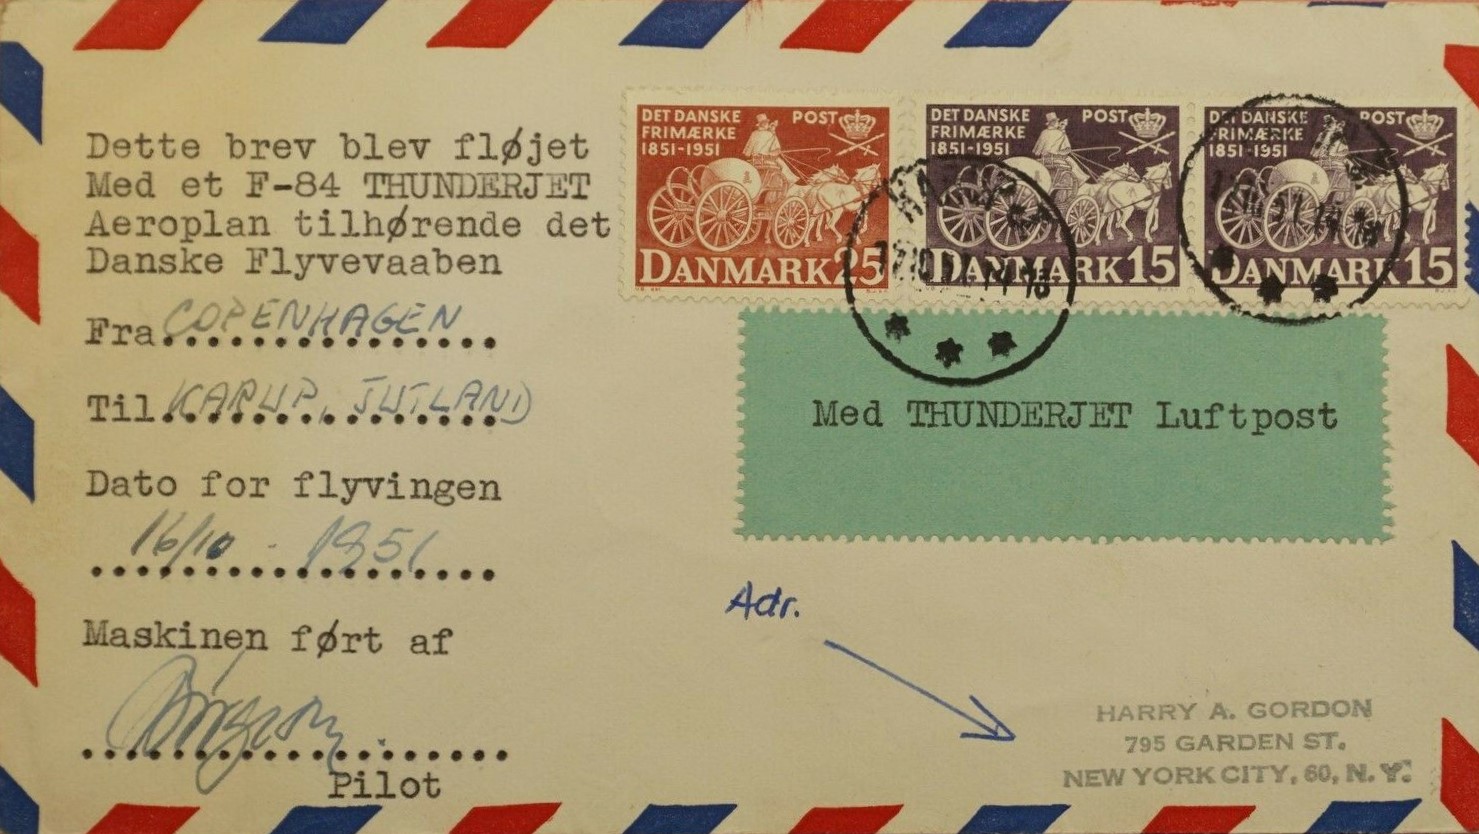 Dette brev blev fløjet
Med et F-84 THUNDERJET
Aeroplan tilhørende det
Danske Flyvevaaben
Fra COPENHAGEN
Til KARUP, JUTLAND
Dato for flyvingen
16/10 - 1951
Maskinen ført af
Pilot
DET DANSKE POST
FRIMÆRKE
1851-1951
DANMARK 25
DET DANSKE POST
FRIMÆRKE
1851-1951
DANMARK 15
DET DANSKE POST
FRIMÆRKE
1851-1951
DANMARK 15
Med THUNDERJET Luftpost
Adr.
HARRY A. GORDON
795 GARDEN ST.
NEW YORK CITY, 60, N. Y.